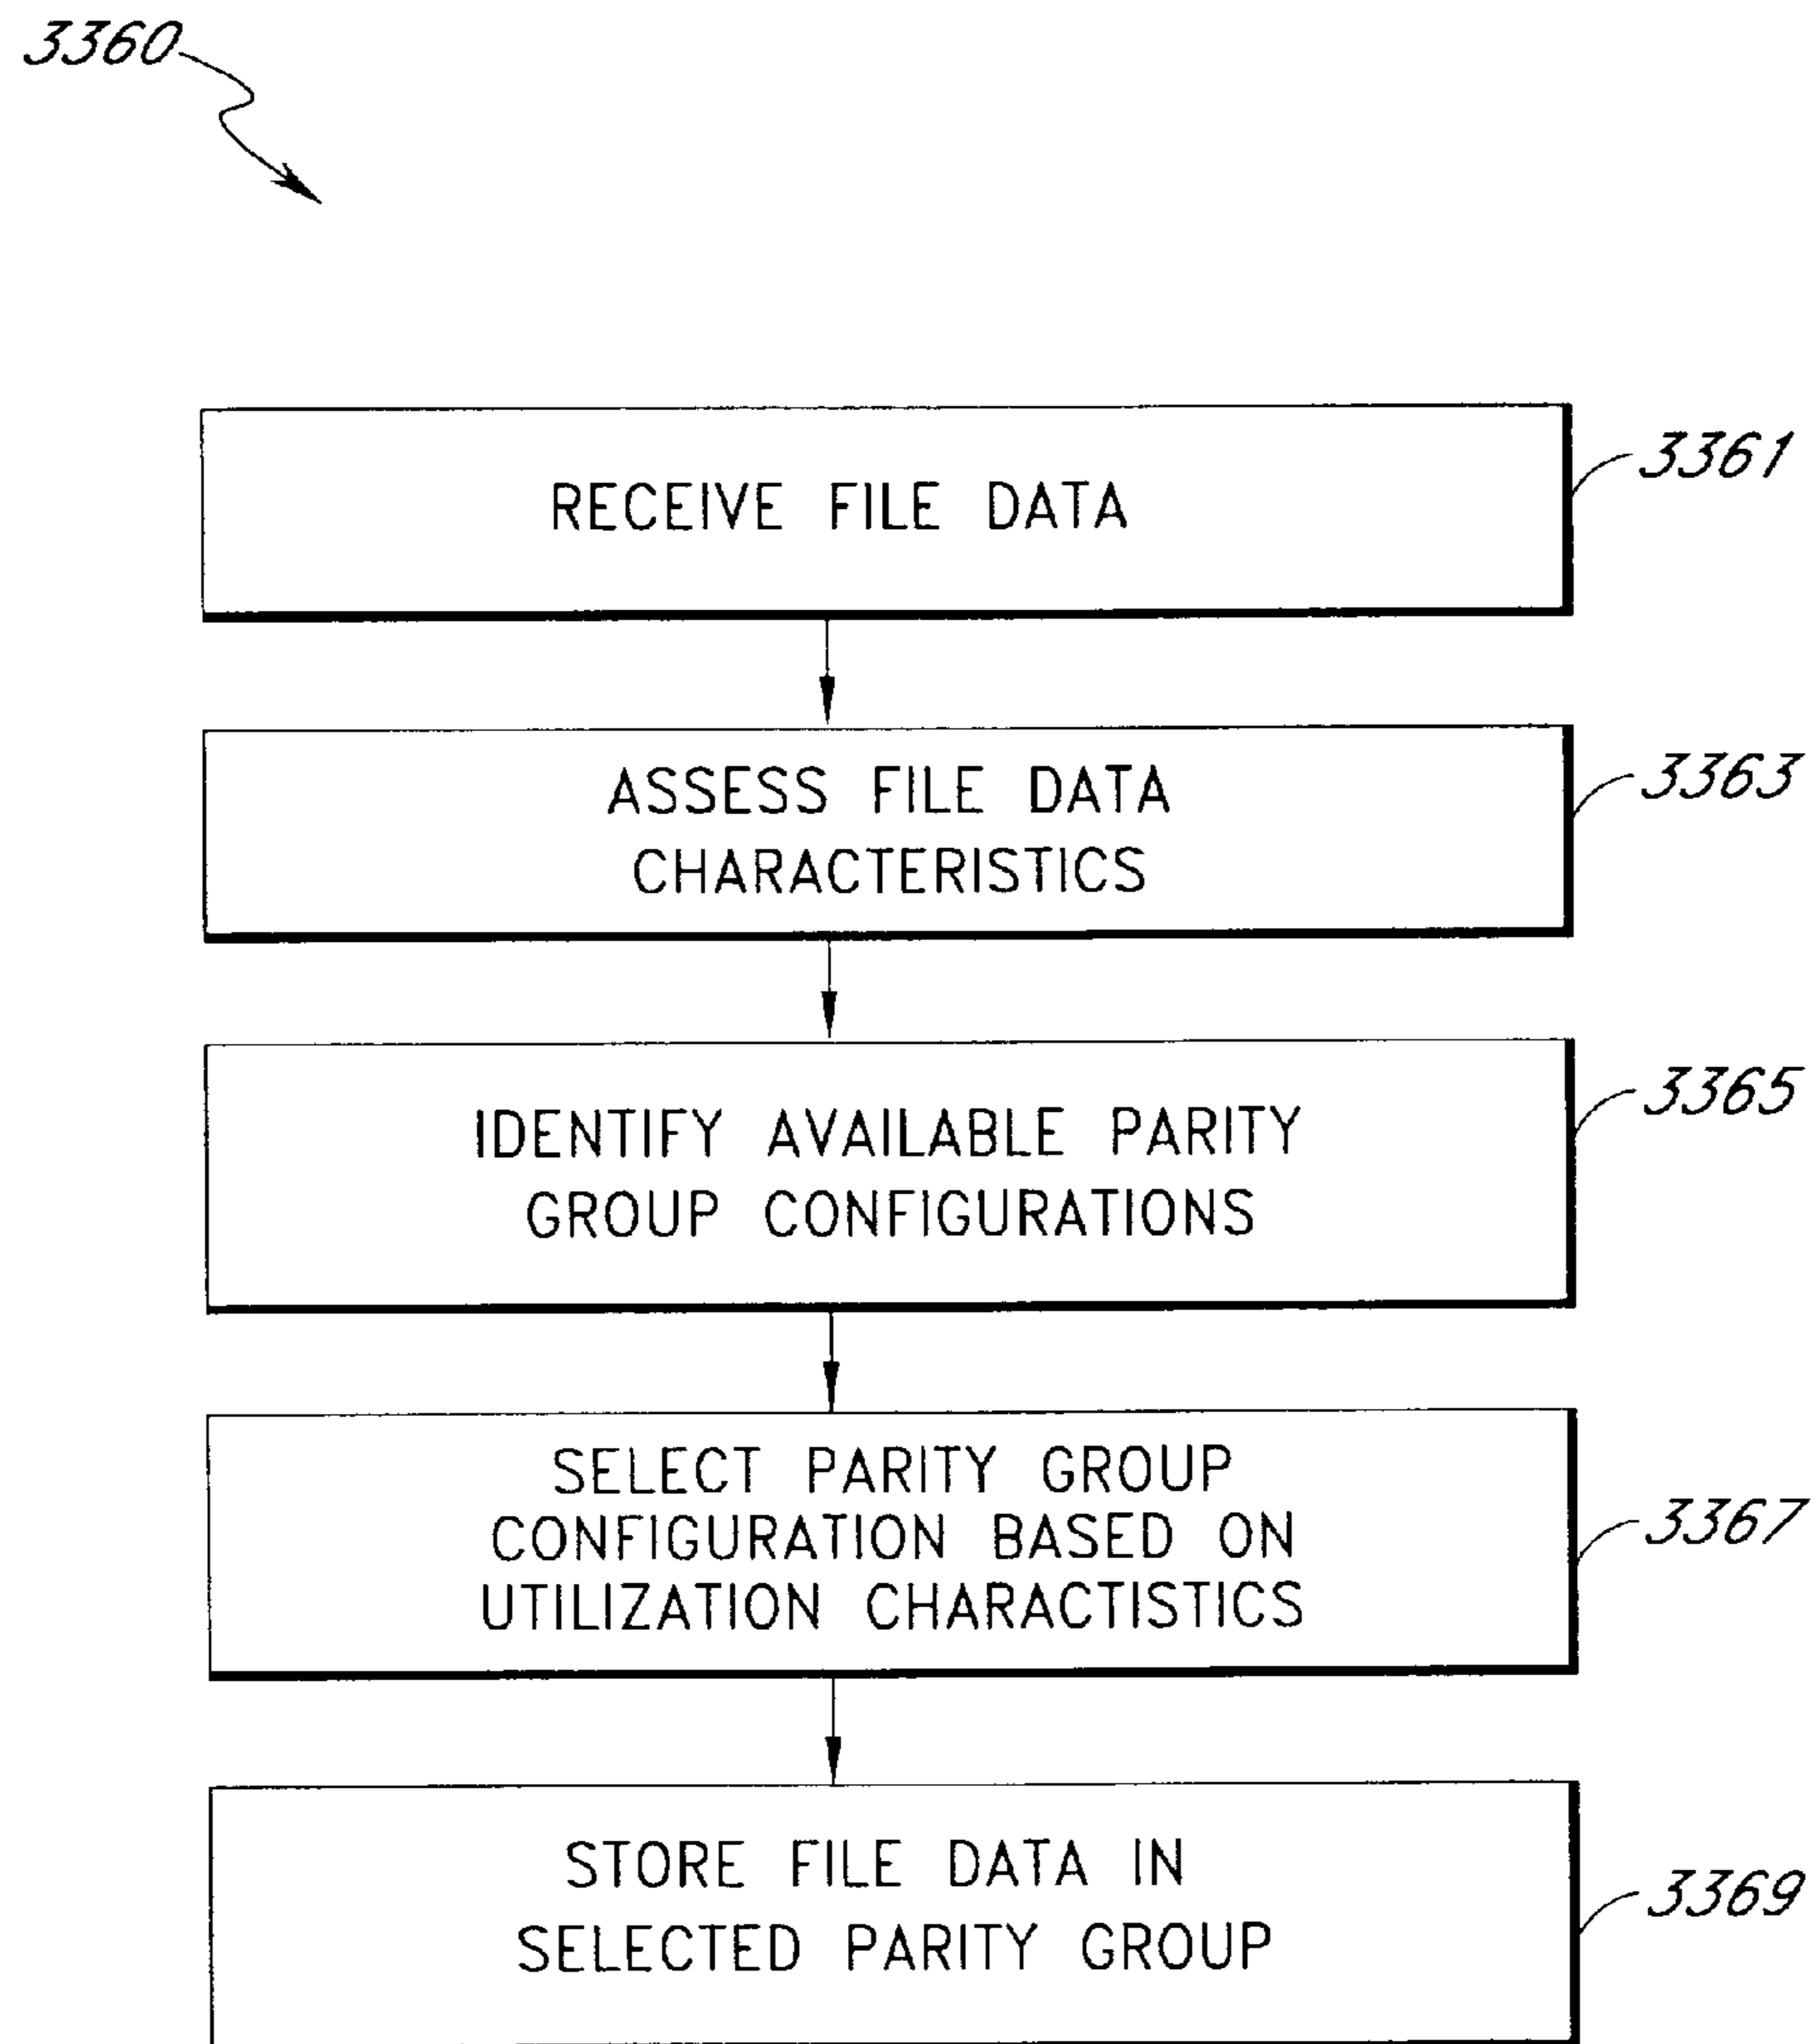 3360
RECEIVE FILE DATA
3361
ASSESS FILE DATA
CHARACTERISTICS
3363
IDENTIFY AVAILABLE PARITY
GROUP CONFIGURATIONS
3365
SELECT PARITY GROUP
CONFIGURATION BASED ON
UTILIZATION CHARACTISTICS
3367
STORE FILE DATA IN
SELECTED PARITY GROUP
3369